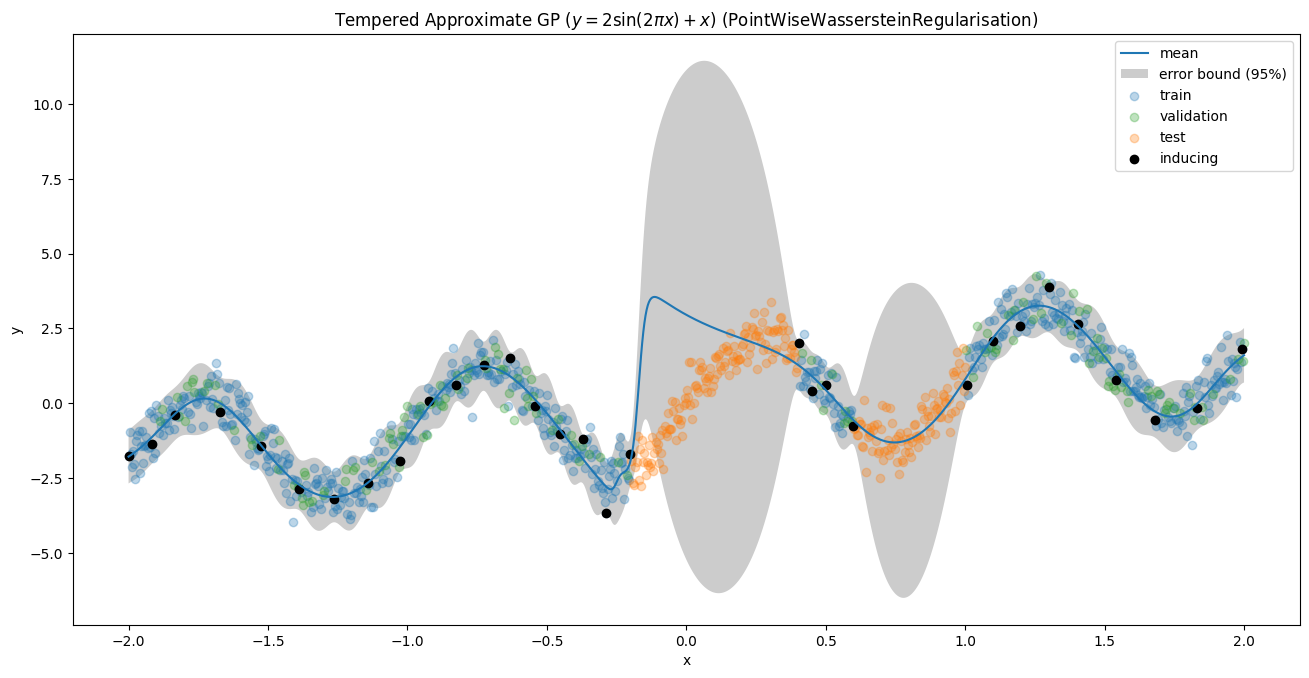 Tempered Approximate GP (y = 2 sin(2πx) + x) (PointWiseWassersteinRegularisation)
mean
error bound (95%)
train
validation
test
inducing
10.0
7.5
5.0
2.5
0.0
−2.5
−5.0
y
−2.0 −1.5 −1.0 −0.5 0.0 0.5 1.0 1.5 2.0
x